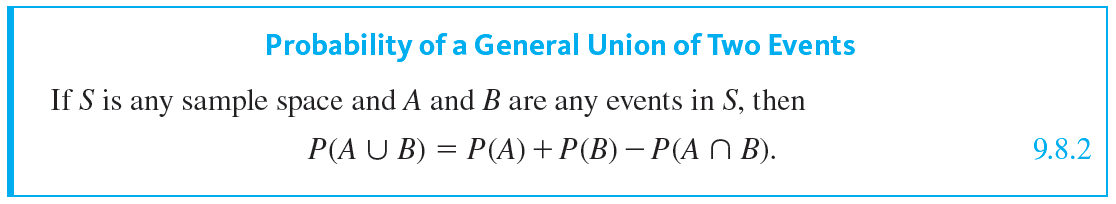 Probability of a General Union of Two Events
If S is any sample space and A and B are any events in S, then
P(A ∪ B) = P(A) + P(B) − P(A ∩ B). 9.8.2